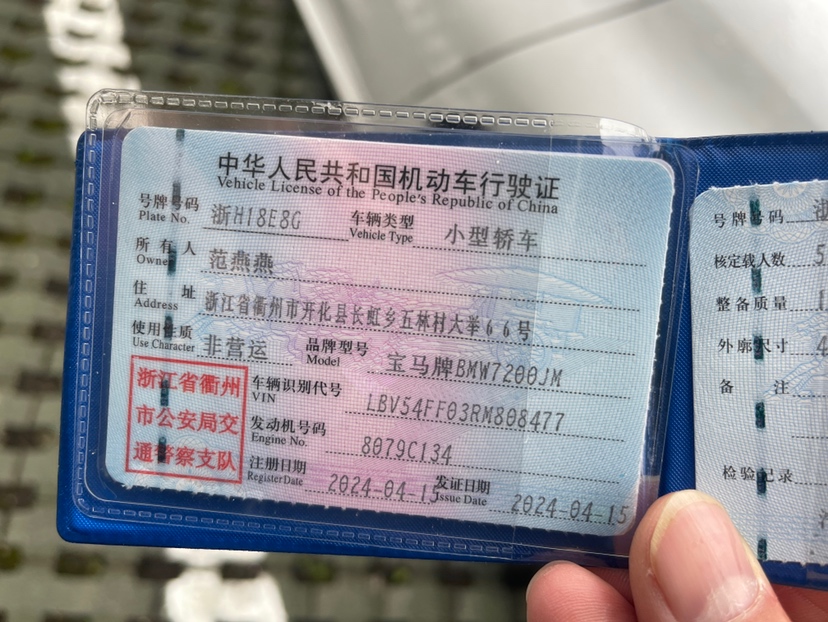 中华人民共和国机动车行驶证
Vehicle License of the People's Republic of China
号牌号码 浙H18E8G 车辆类型 小型轿车
Plate No. Vehicle Type
所有人 范燕燕
Owner
住址 浙江省衢州市开化县长虹乡五林村大举66号
Address
使用性质 非营运 品牌型号 宝马牌BMW7200JM
Use Character Model
浙江省衢州
市公安局交
通警察支队
车辆识别代号 LBV54FF03RM808477
VIN
发动机号码 8079C134
Engine No.
注册日期 2024-04-15 发证日期 2024-04-15
Register Date Issue Date
号牌号码 浙
核定载人数 5
整备质量 1
外廓尺寸 4
备注
检验记录